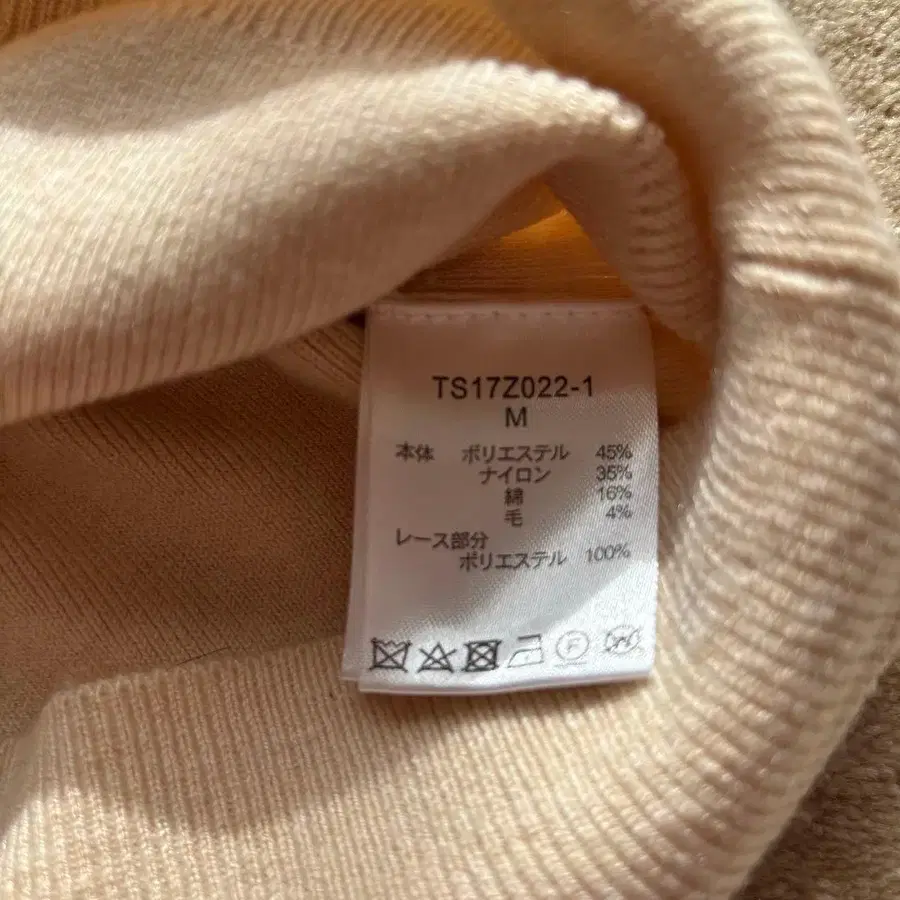 TS17Z022-1
M
本体 ポリエステル 45%
ナイロン 35%
綿 16%
毛 4%
レース部分
ポリエステル 100%
F
W